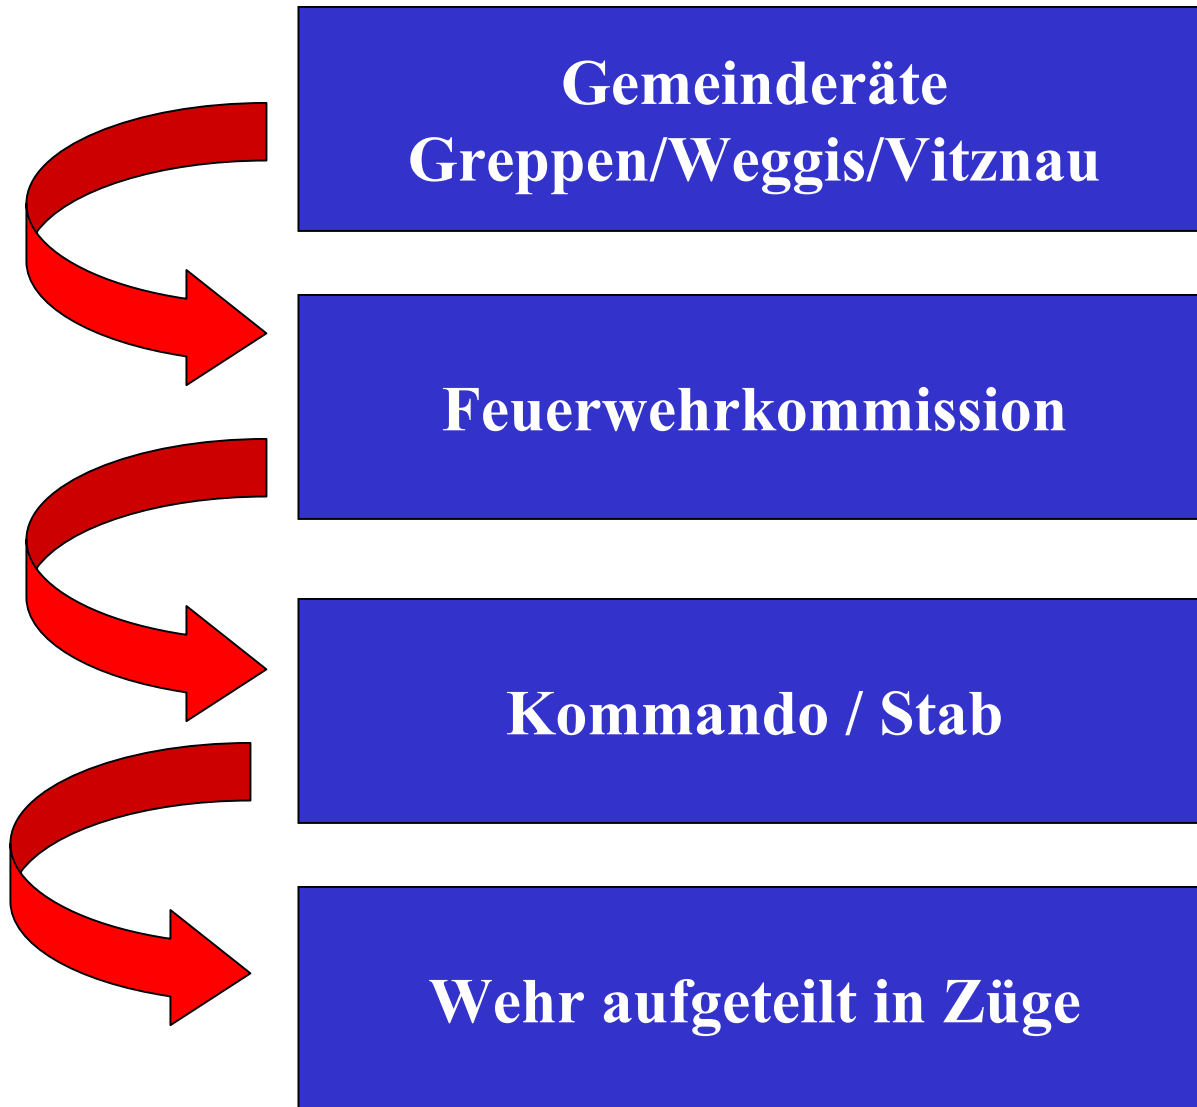 Gemeinderäte
Greppen/Weggis/Vitznau
Feuerwehrkommission
Kommando / Stab
Wehr aufgeteilt in Züge